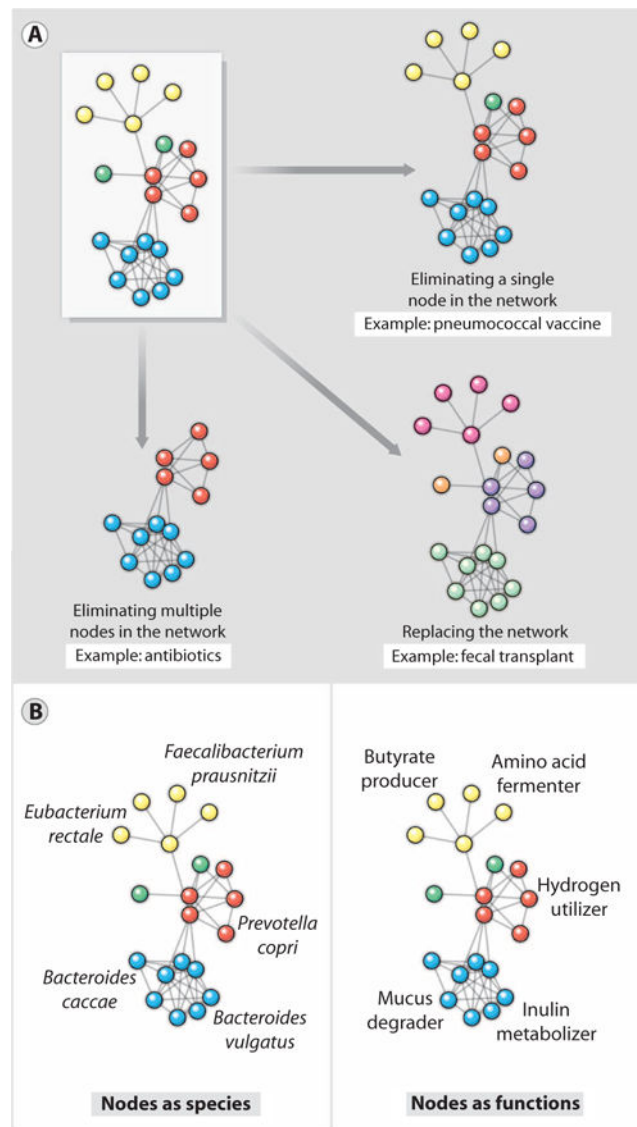 A
Eliminating a single
node in the network
Example: pneumococcal vaccine
Eliminating multiple
nodes in the network
Example: antibiotics
Replacing the network
Example: fecal transplant
B
Faecalibacterium
prausnitzii
Eubacterium
rectale
Prevotella
copri
Bacteroides
caccae
Bacteroides
vulgatus
Nodes as species
Butyrate
producer
Amino acid
fermenter
Hydrogen
utilizer
Mucus
degrader
Inulin
metabolizer
Nodes as functions